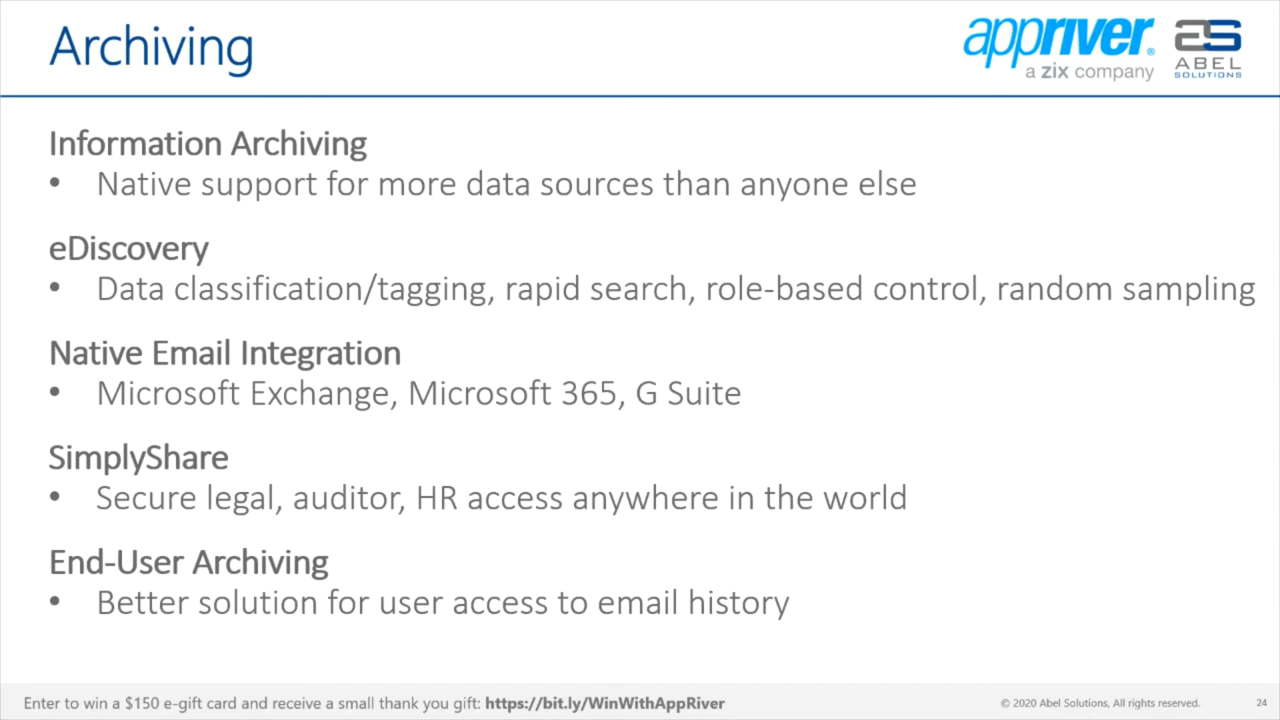 Archiving
appriver®
a zix company
AS
ABEL
SOLUTIONS
Information Archiving
• Native support for more data sources than anyone else
eDiscovery
• Data classification/tagging, rapid search, role-based control, random sampling
Native Email Integration
• Microsoft Exchange, Microsoft 365, G Suite
SimplyShare
• Secure legal, auditor, HR access anywhere in the world
End-User Archiving
• Better solution for user access to email history
Enter to win a $150 e-gift card and receive a small thank you gift: https://bit.ly/WinWithAppRiver
© 2020 Abel Solutions, All rights reserved.
24